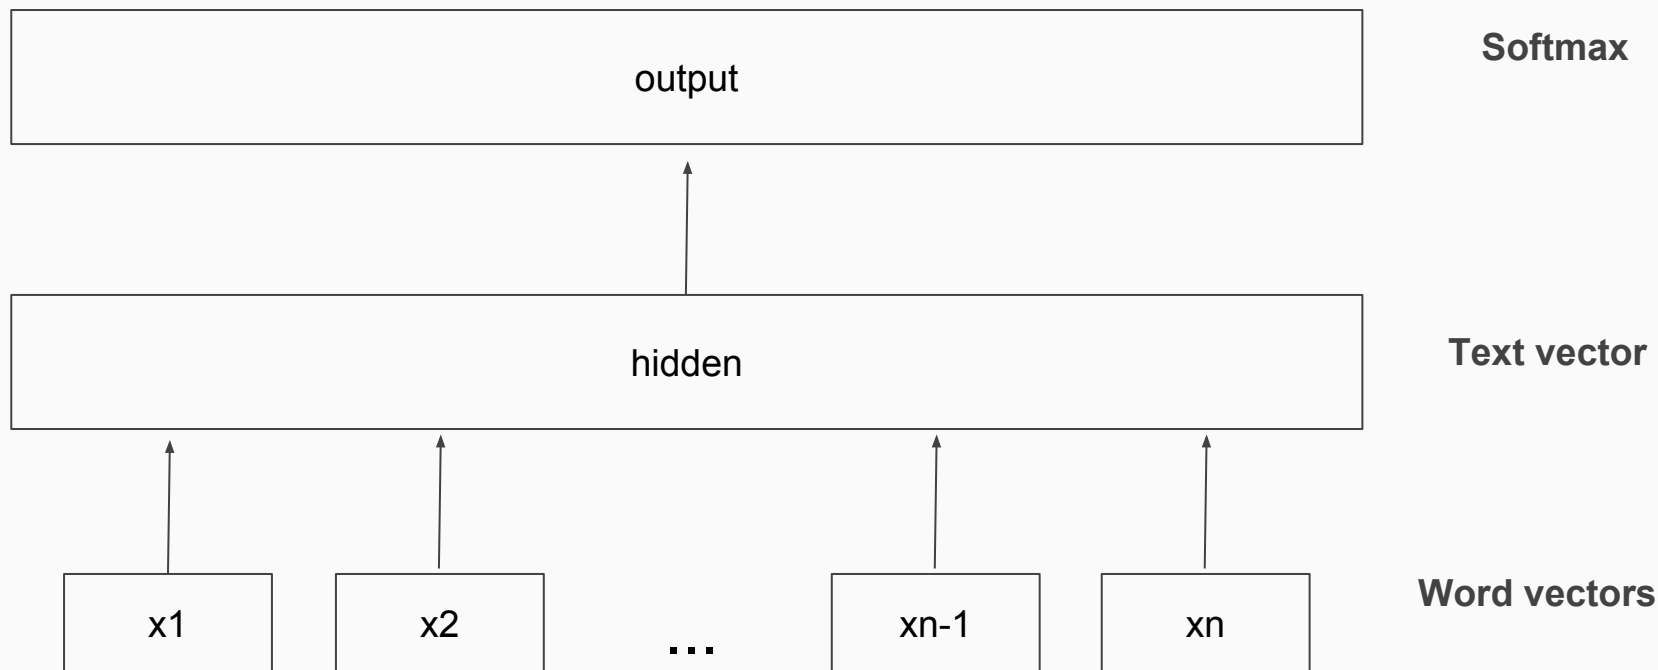 output
Softmax
hidden
Text vector
x1
x2
...
xn-1
xn
Word vectors